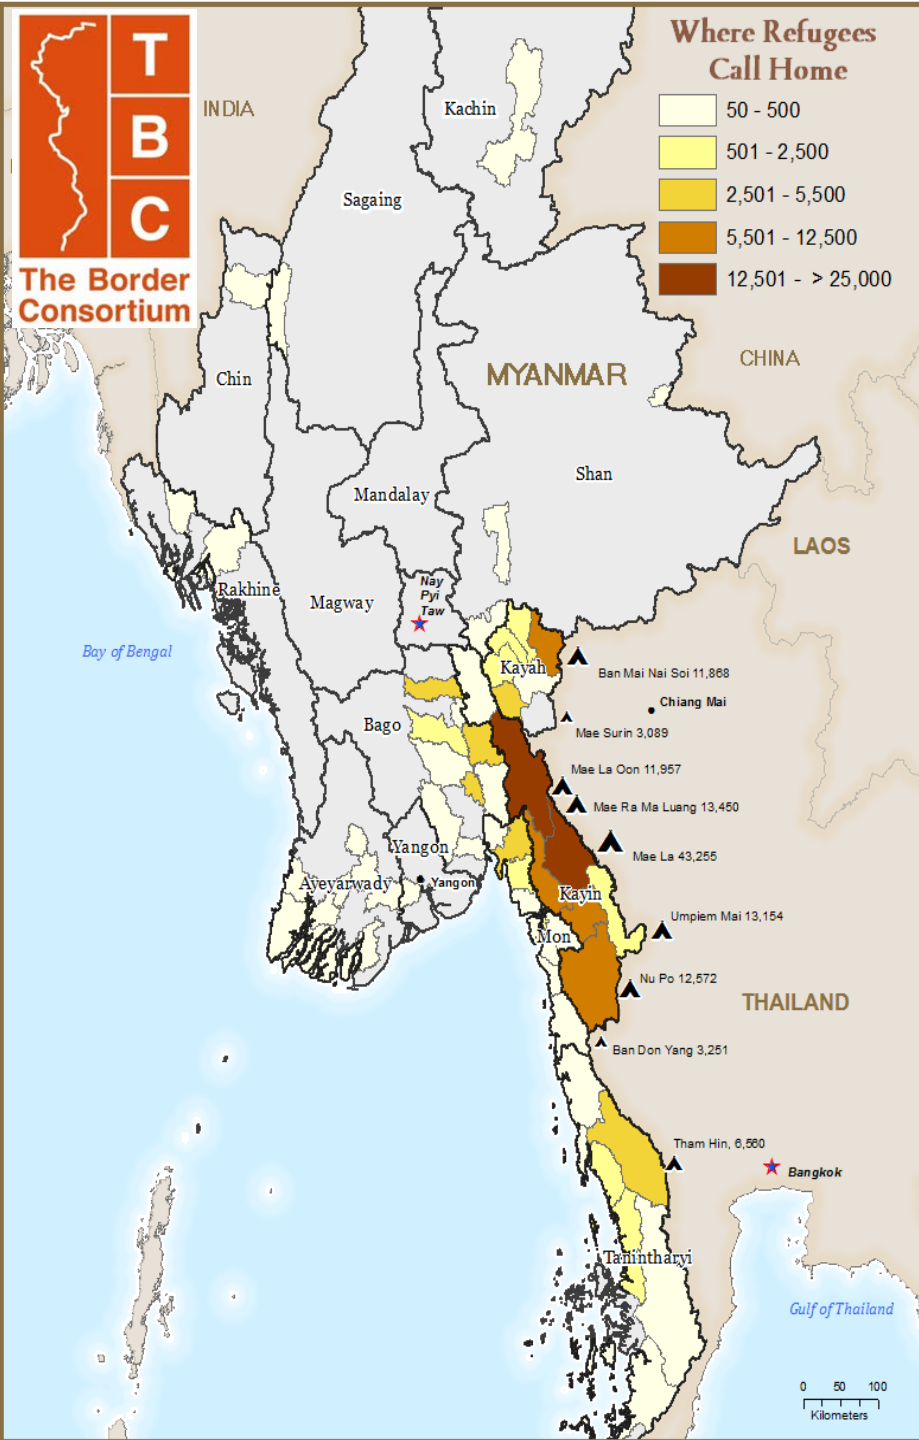 T
B
C
The Border
Consortium
Where Refugees
Call Home
50 - 500
501 - 2,500
2,501 - 5,500
5,501 - 12,500
12,501 - > 25,000
INDIA
Kachin
Sagaing
CHINA
MYANMAR
Chin
Shan
Mandalay
LAOS
Nay
Pyi
Taw
Rakhine
Magway
Bay of Bengal
Kayah
Ban Mai Nai Soi 11,868
Chiang Mai
Bago
Mae Surin 3,089
Mae La Oon 11,957
Mae Ra Ma Luang 13,450
Yangon
Mae La 43,255
Ayeyarwady
Yangon
Kayin
Umpiem Mai 13,154
Mon
Nu Po 12,572
THAILAND
Ban Don Yang 3,251
Tham Hin, 6,560
Bangkok
Tanintharyi
Gulf of Thailand
0 50 100
Kilometers